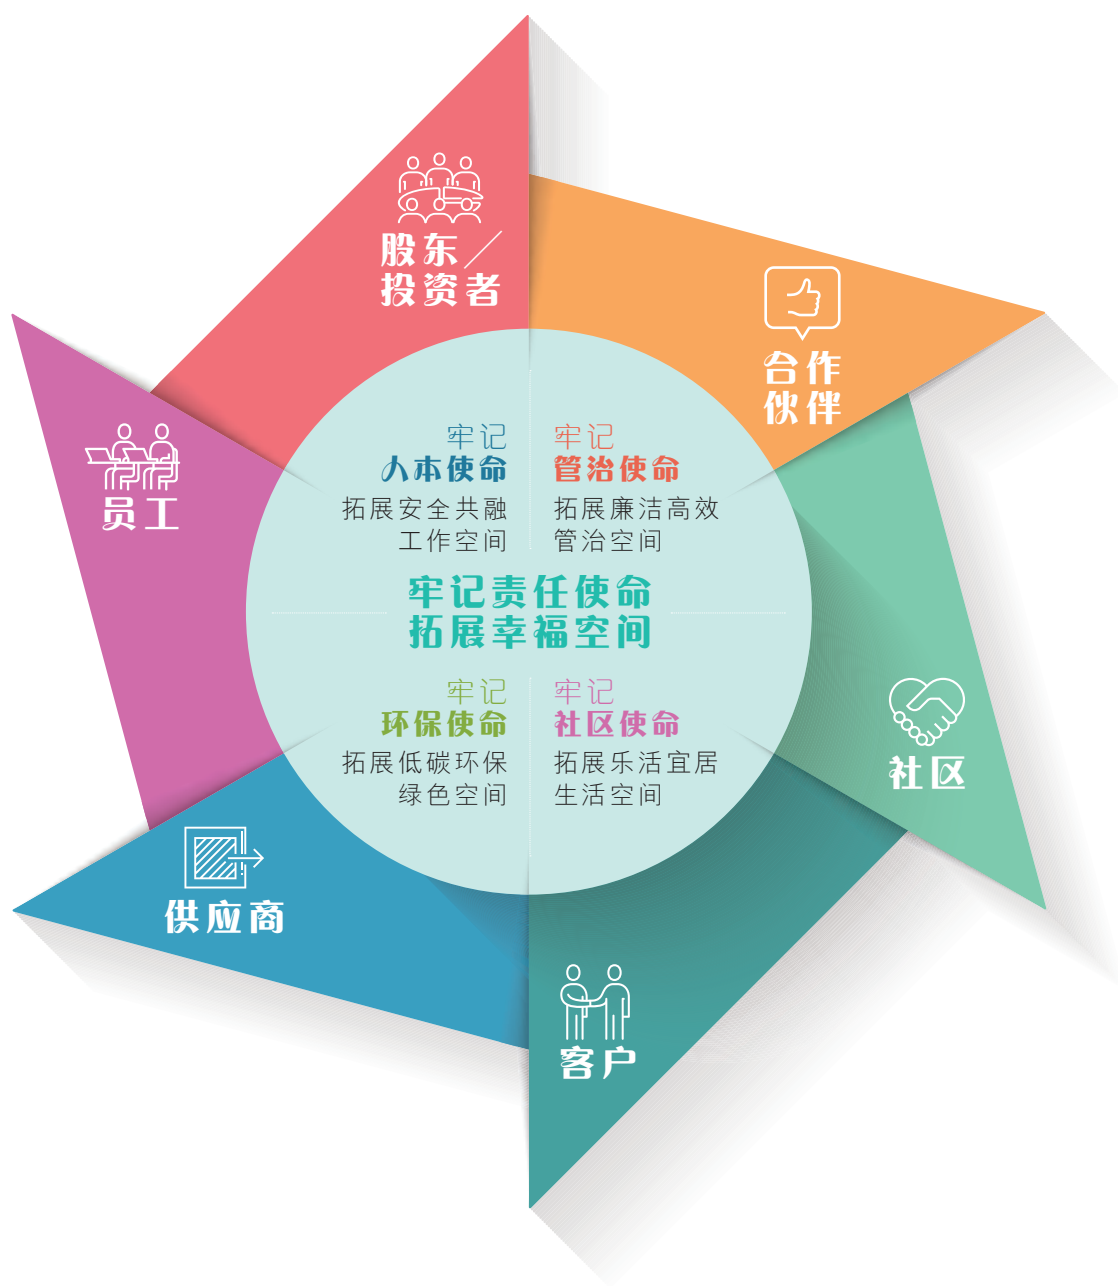 股东／
投资者
合作
伙伴
员工
牢记
人本使命
拓展安全共融
工作空间
牢记
管治使命
拓展廉洁高效
管治空间
牢记责任使命
拓展幸福空间
牢记
环保使命
拓展低碳环保
绿色空间
牢记
社区使命
拓展乐活宜居
生活空间
社区
供应商
客户